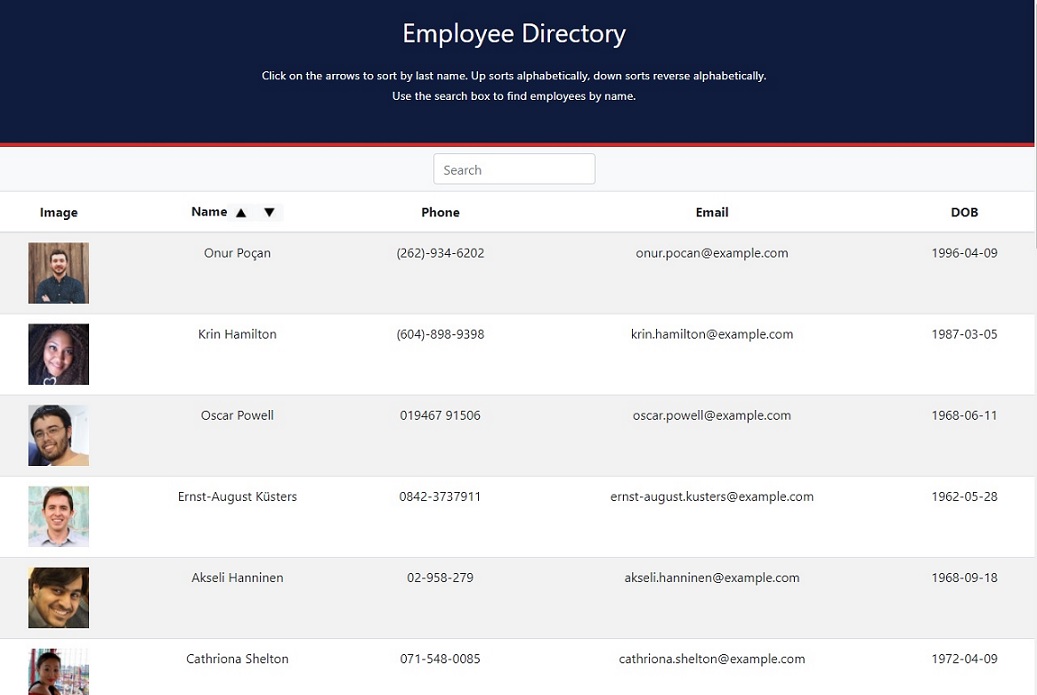 Employee Directory
Click on the arrows to sort by last name. Up sorts alphabetically, down sorts reverse alphabetically.
Use the search box to find employees by name.
Search
Image Name ▲ ▼ Phone Email DOB
Onur Poçan (262)-934-6202 onur.pocan@example.com 1996-04-09
Krin Hamilton (604)-898-9398 krin.hamilton@example.com 1987-03-05
Oscar Powell 019467 91506 oscar.powell@example.com 1968-06-11
Ernst-August Küsters 0842-3737911 ernst-august.kusters@example.com 1962-05-28
Akseli Hanninen 02-958-279 akseli.hanninen@example.com 1968-09-18
Cathriona Shelton 071-548-0085 cathriona.shelton@example.com 1972-04-09